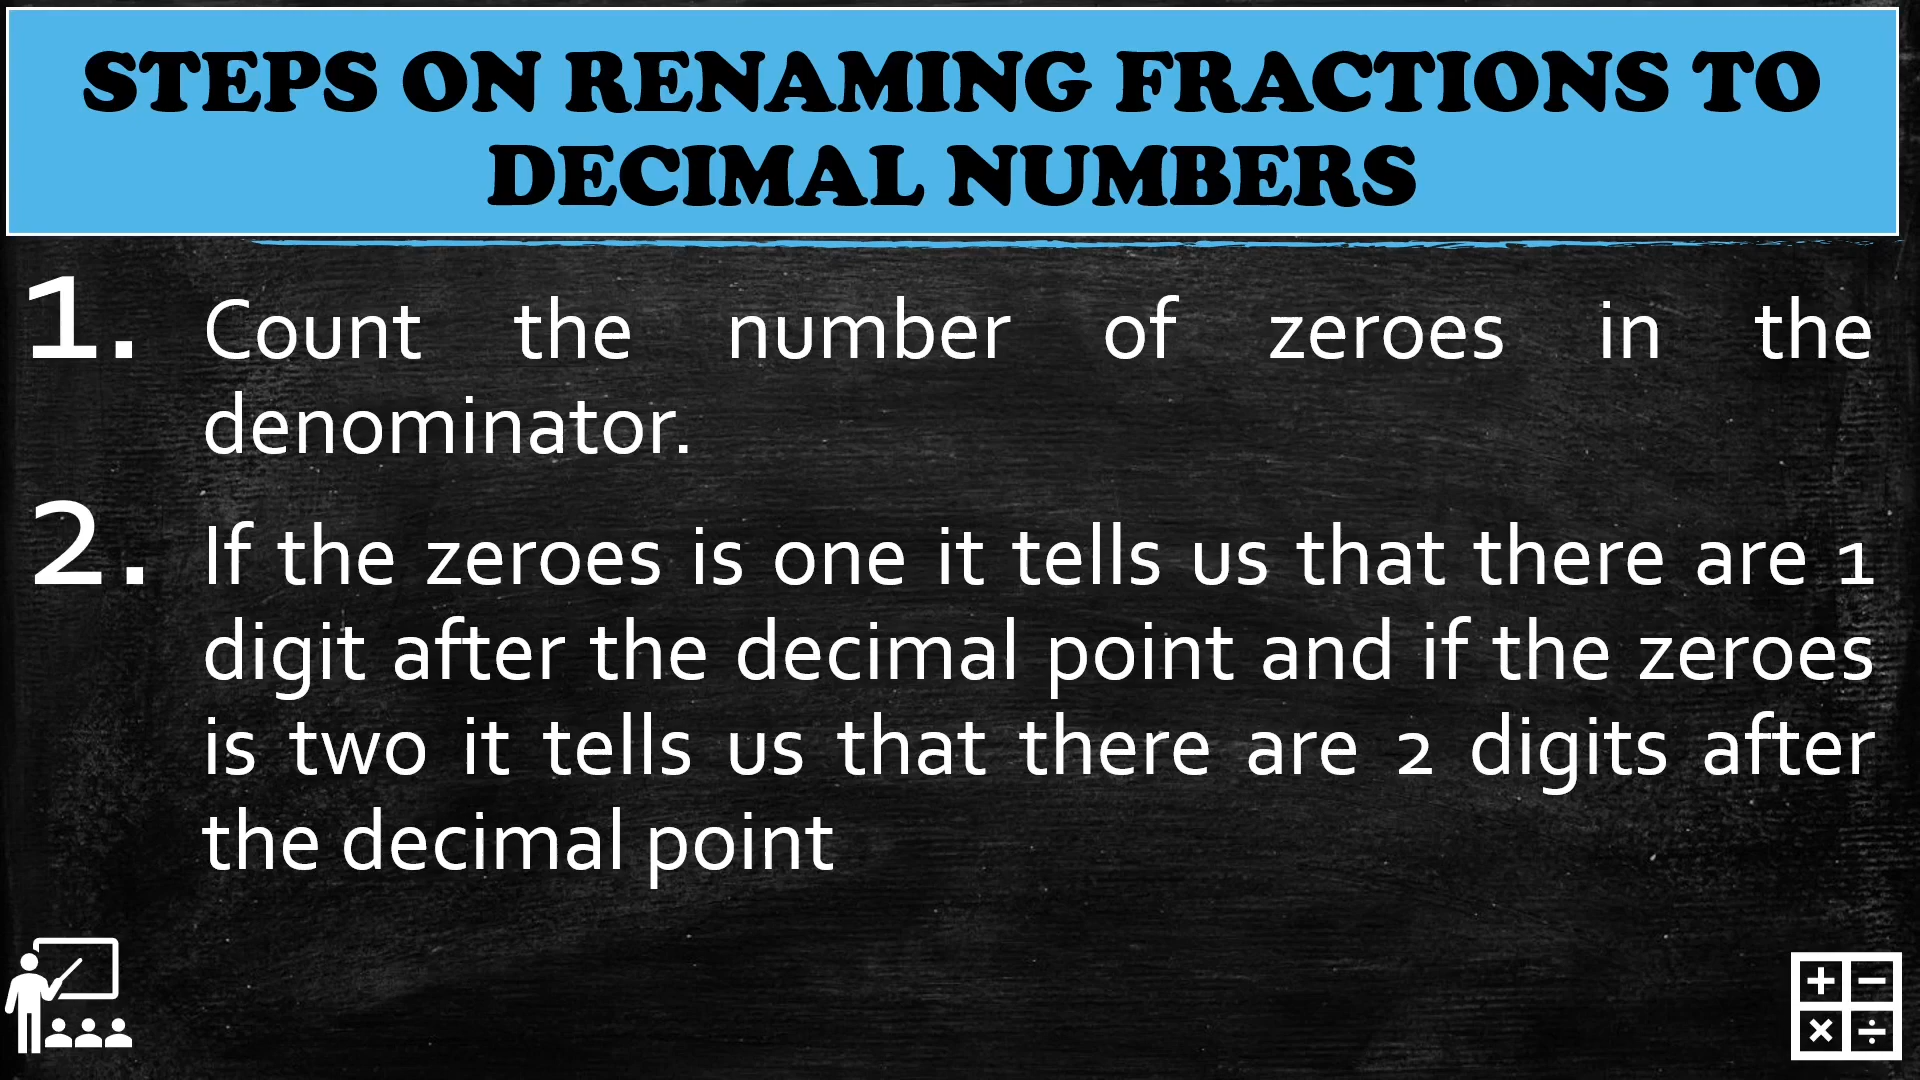 STEPS ON RENAMING FRACTIONS TO
DECIMAL NUMBERS
1. Count the number of zeroes in the
denominator.
2. If the zeroes is one it tells us that there are 1
digit after the decimal point and if the zeroes
is two it tells us that there are 2 digits after
the decimal point